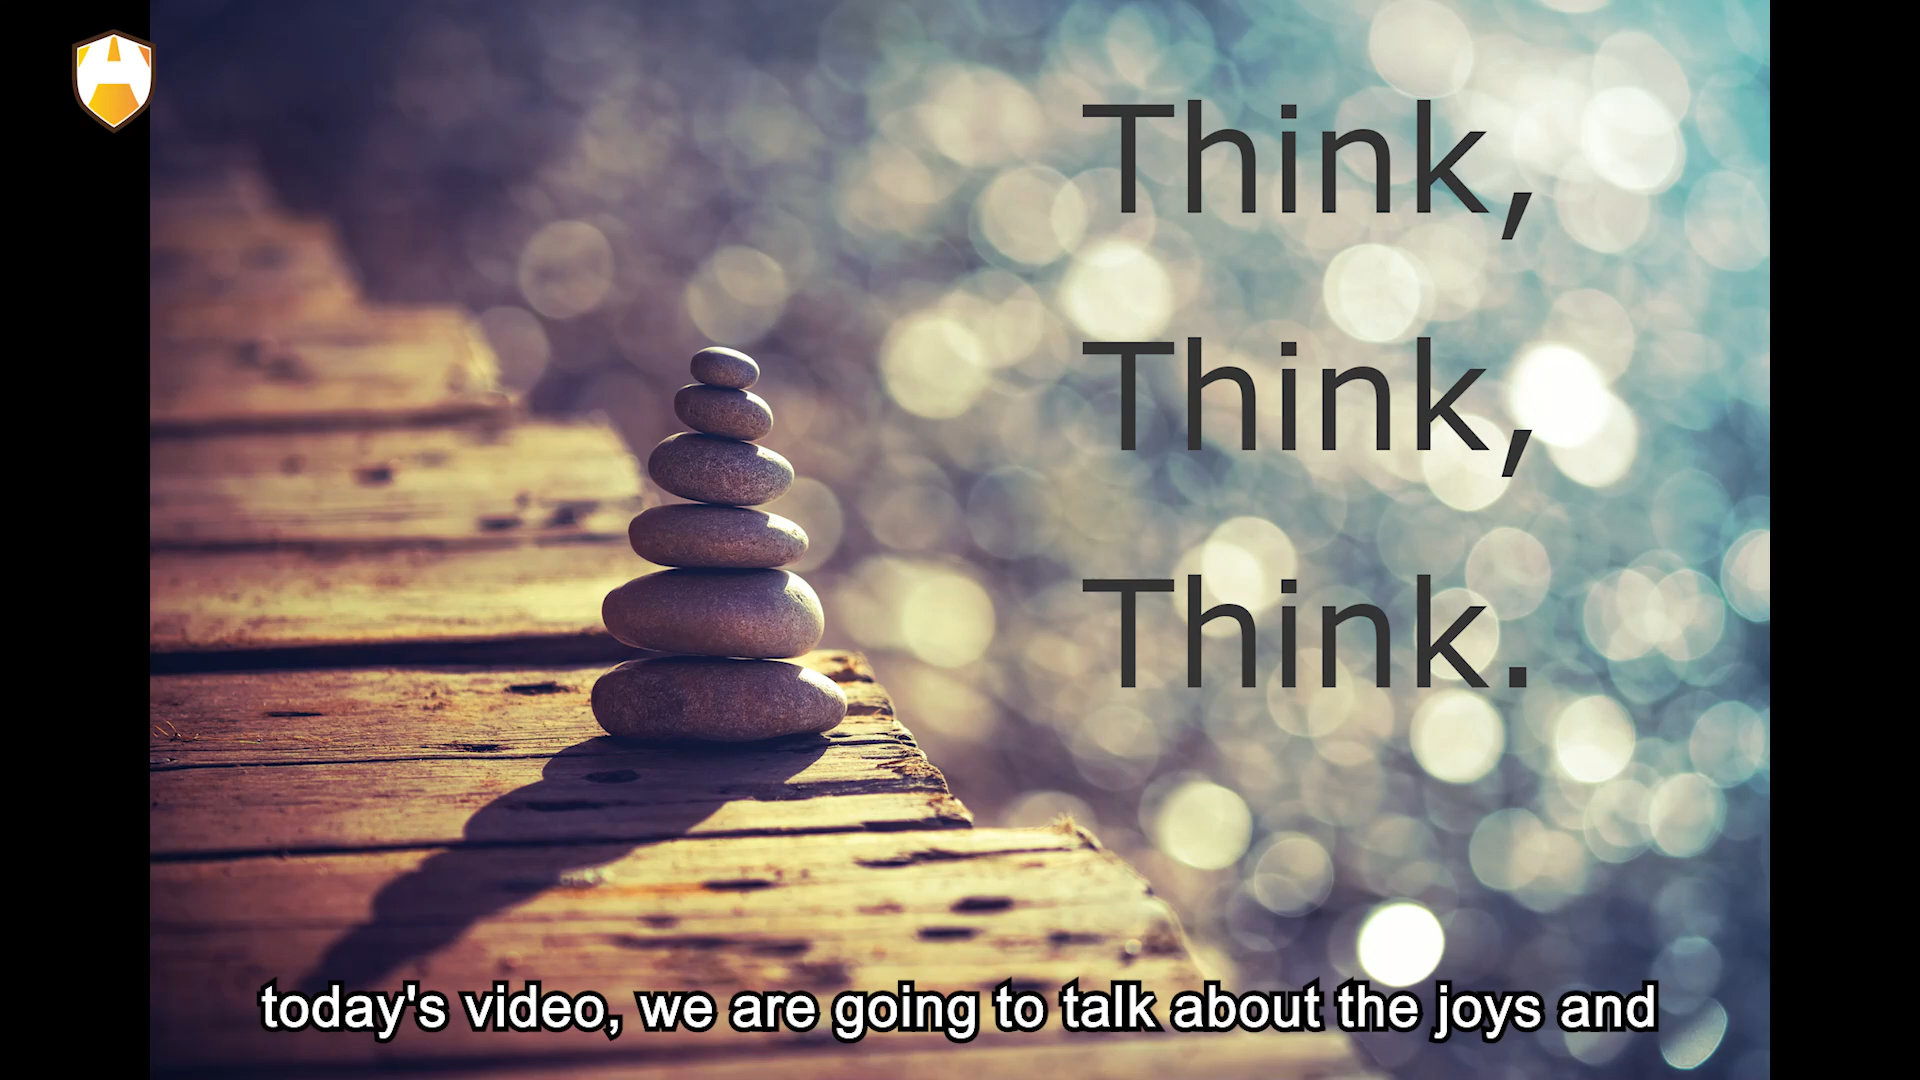 Think,
Think,
Think.
today's video, we are going to talk about the joys and